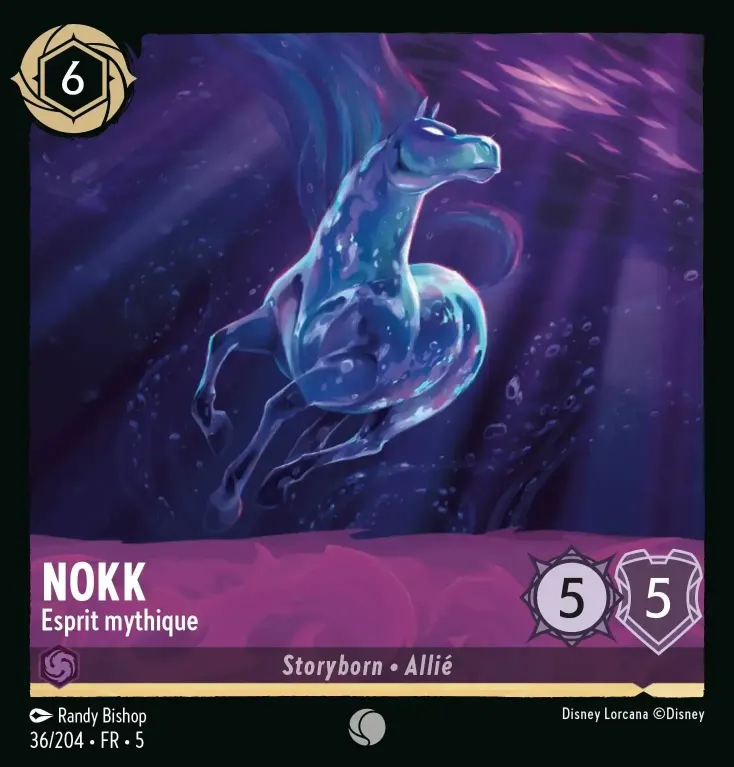 6
NOKK
Esprit mythique
5
5
Storyborn • Allié
Randy Bishop
Disney Lorcana ©Disney
36/204 • FR • 5